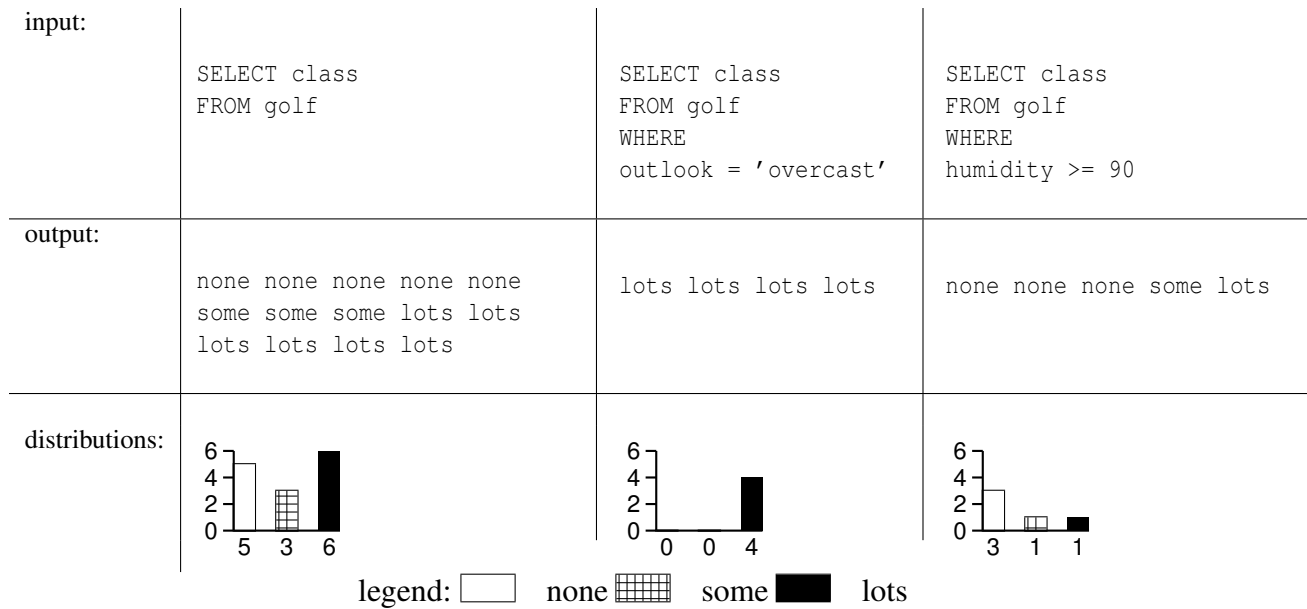 input:
SELECT class
FROM golf
SELECT class
FROM golf
WHERE
outlook = ’overcast’
SELECT class
FROM golf
WHERE
humidity >= 90
output:
none none none none none
some some some lots lots
lots lots lots lots
lots lots lots lots
none none none some lots
distributions:
6
4
2
0
5 3 6
6
4
2
0
0 0 4
6
4
2
0
3 1 1
legend: none some lots